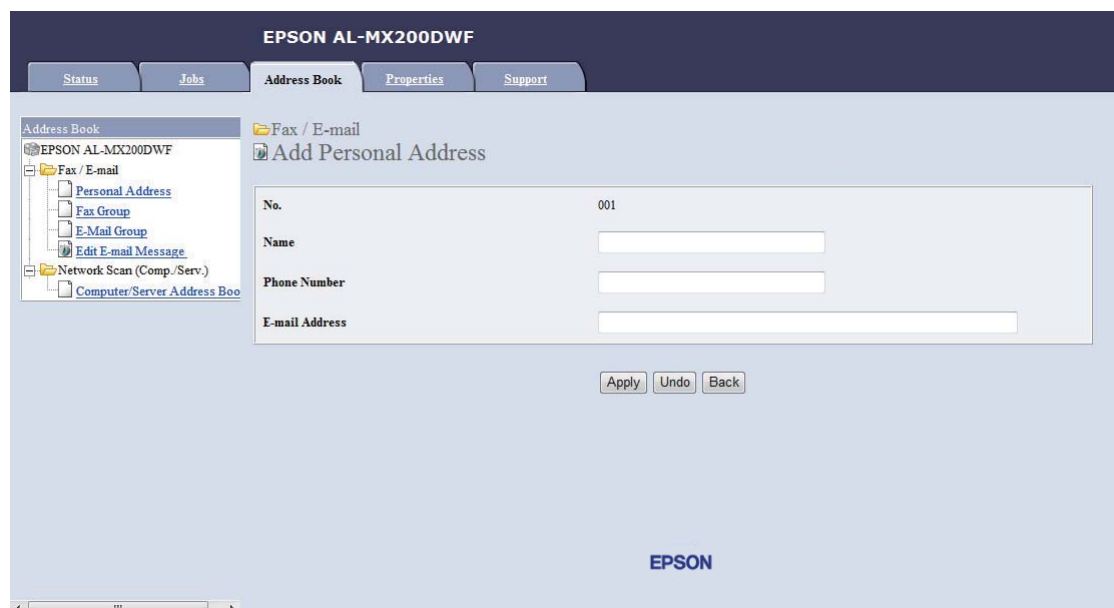 EPSON AL-MX200DWF
Status Jobs Address Book Properties Support
Address Book
EPSON AL-MX200DWF
Fax / E-mail
Personal Address
Fax Group
E-Mail Group
Edit E-mail Message
Network Scan (Comp./Serv.)
Computer/Server Address Boo
Fax / E-mail
Add Personal Address
No. 001
Name
Phone Number
E-mail Address
Apply Undo Back
EPSON